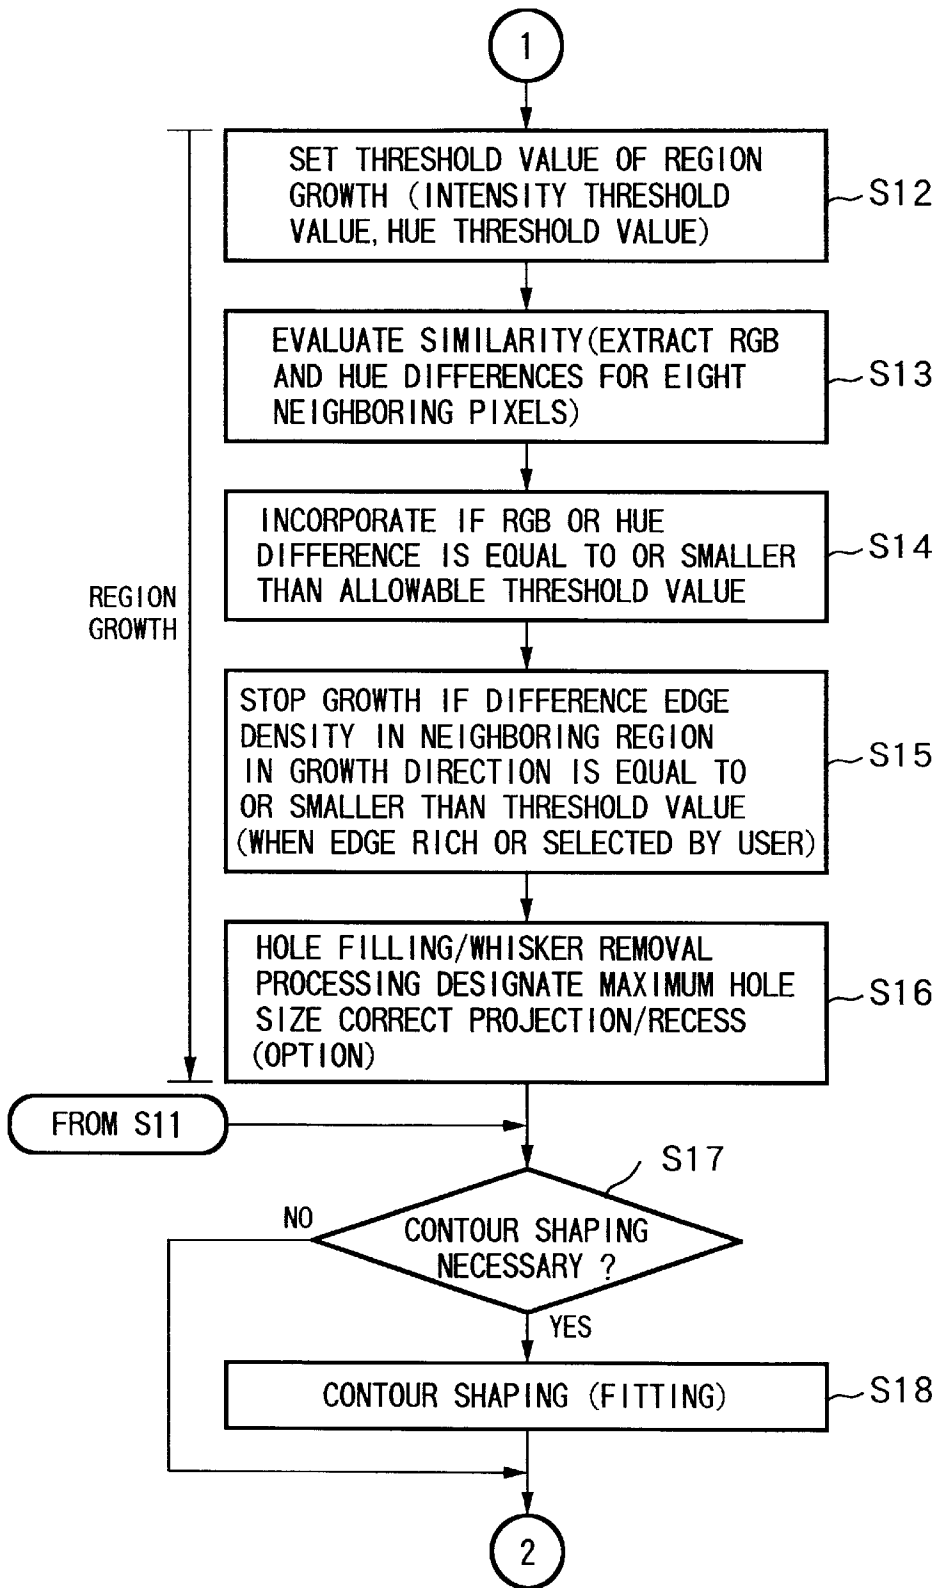 1
SET THRESHOLD VALUE OF REGION
GROWTH (INTENSITY THRESHOLD
VALUE, HUE THRESHOLD VALUE)
S12
EVALUATE SIMILARITY(EXTRACT RGB
AND HUE DIFFERENCES FOR EIGHT
NEIGHBORING PIXELS)
S13
INCORPORATE IF RGB OR HUE
DIFFERENCE IS EQUAL TO OR SMALLER
THAN ALLOWABLE THRESHOLD VALUE
S14
REGION
GROWTH
STOP GROWTH IF DIFFERENCE EDGE
DENSITY IN NEIGHBORING REGION
IN GROWTH DIRECTION IS EQUAL TO
OR SMALLER THAN THRESHOLD VALUE
(WHEN EDGE RICH OR SELECTED BY USER)
S15
HOLE FILLING/WHISKER REMOVAL
PROCESSING DESIGNATE MAXIMUM HOLE
SIZE CORRECT PROJECTION/RECESS
(OPTION)
S16
FROM S11
S17
NO
CONTOUR SHAPING
NECESSARY ?
YES
CONTOUR SHAPING (FITTING)
S18
2